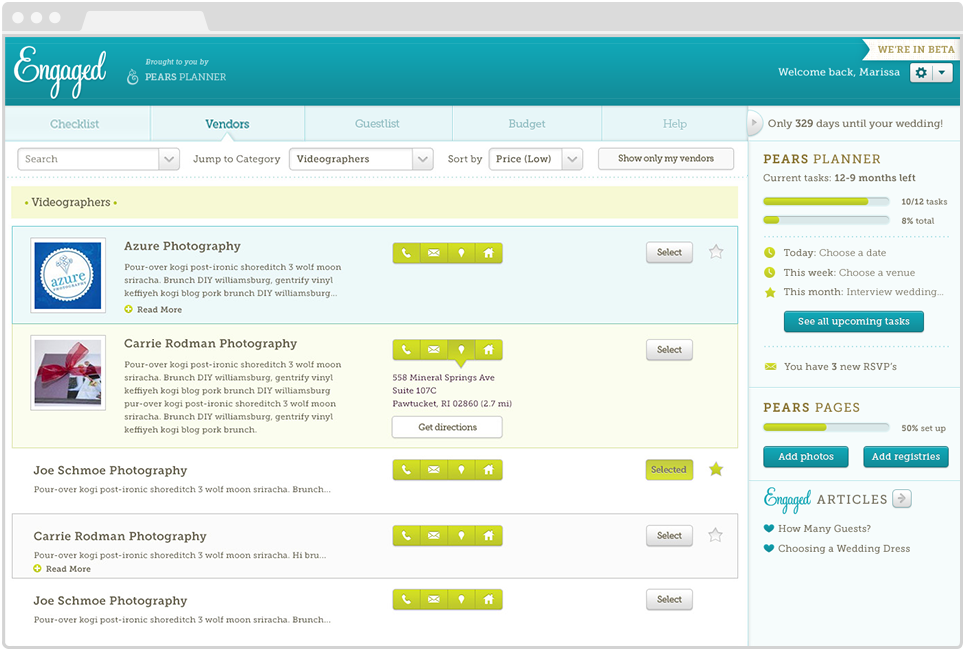 WE'RE IN BETA
Engaged
Brought to you by
PEARS PLANNER
Welcome back, Marissa
Checklist
Vendors
Guestlist
Budget
Help
Only 329 days until your wedding!
Search
Jump to Category
Videographers
Sort by
Price (Low)
Show only my vendors
• Videographers •
azure
PHOTOGRAPHY
Azure Photography
Pour-over kogi post-ironic shoreditch 3 wolf moon
sriracha. Brunch DIY williamsburg, gentrify vinyl
keffiyeh kogi blog pork brunch DIY williamsburg...
Read More
Select
Carrie Rodman Photography
Pour-over kogi post-ironic shoreditch 3 wolf moon
sriracha. Brunch DIY williamsburg, gentrify vinyl
keffiyeh kogi blog pork brunch DIY williamsburg
pur-over kogi post-ironic shoreditch 3 wolf moon
sriracha. Brunch DIY williamsburg, gentrify vinyl
keffiyeh kogi blog pork brunch.
558 Mineral Springs Ave
Suite 107C
Pawtucket, RI 02860 (2.7 mi)
Get directions
Select
Joe Schmoe Photography
Pour-over kogi post-ironic shoreditch 3 wolf moon sriracha. Brunch...
Selected
Carrie Rodman Photography
Pour-over kogi post-ironic shoreditch 3 wolf moon sriracha. Hi bru...
Read More
Select
Joe Schmoe Photography
Pour-over kogi post-ironic shoreditch 3 wolf moon sriracha. Brunch...
Select
PEARS PLANNER
Current tasks: 12-9 months left
10/12 tasks
8% total
Today: Choose a date
This week: Choose a venue
This month: Interview wedding...
See all upcoming tasks
You have 3 new RSVP's
PEARS PAGES
50% set up
Add photos
Add registries
Engaged ARTICLES
How Many Guests?
Choosing a Wedding Dress